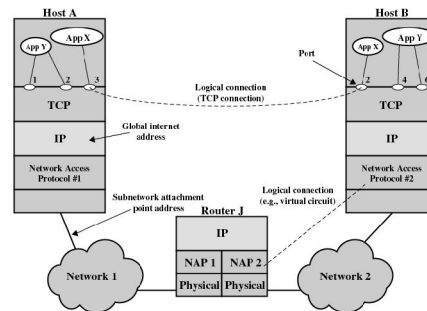 Host A
Host B
App Y
App X
App X
App Y
Port
1
2
3
2
4
6
Logical connection
(TCP connection)
TCP
TCP
IP
Global internet
address
IP
Network Access
Protocol #1
Logical connection
(e.g., virtual circuit)
Network Access
Protocol #2
Subnetwork attachment
point address
Router J
IP
NAP 1
NAP 2
Network 1
Physical
Physical
Network 2